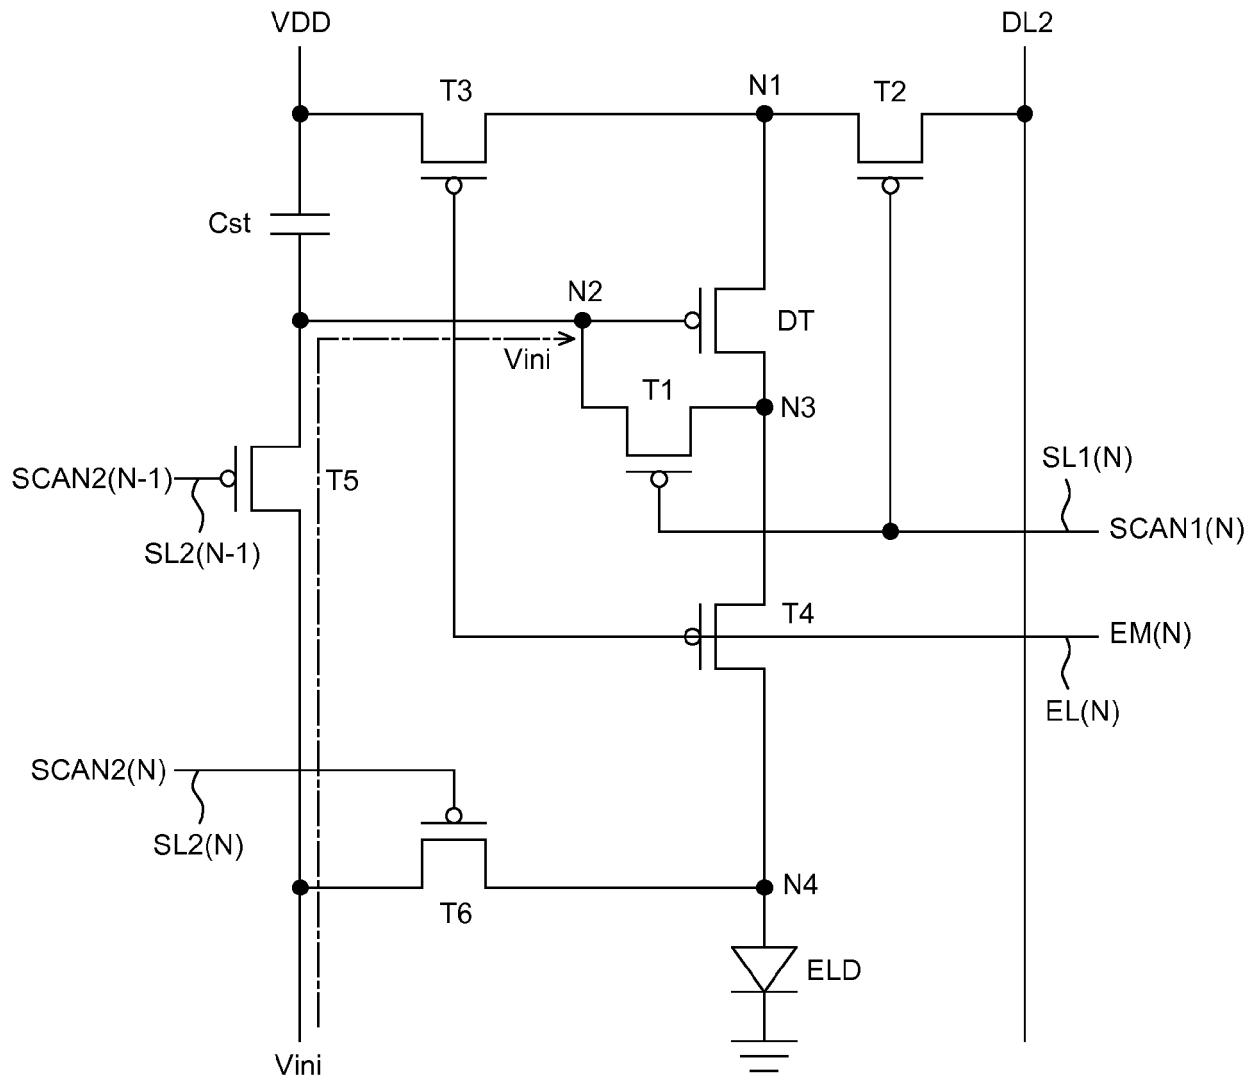 VDD
DL2
T3
N1
T2
Cst
N2
DT
Vini
T1
N3
SCAN2(N-1)
T5
SL1(N)
SL2(N-1)
SCAN1(N)
T4
EM(N)
EL(N)
SCAN2(N)
SL2(N)
N4
T6
ELD
Vini